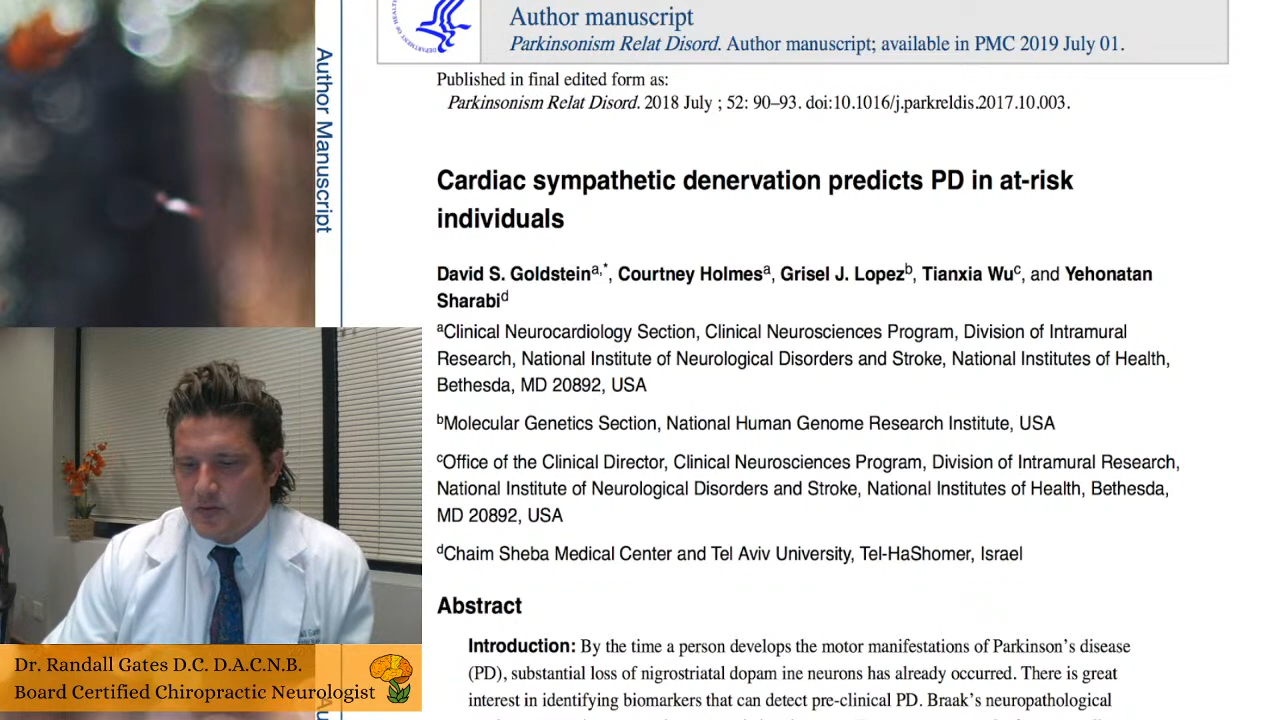 Author manuscript
Parkinsonism Relat Disord. Author manuscript; available in PMC 2019 July 01.
Author Manuscript
Published in final edited form as:
Parkinsonism Relat Disord. 2018 July ; 52: 90–93. doi:10.1016/j.parkreldis.2017.10.003.
Cardiac sympathetic denervation predicts PD in at-risk
individuals
David S. Goldsteina,*, Courtney Holmesa, Grisel J. Lopezb, Tianxia Wuc, and Yehonatan
Sharabid
aClinical Neurocardiology Section, Clinical Neurosciences Program, Division of Intramural
Research, National Institute of Neurological Disorders and Stroke, National Institutes of Health,
Bethesda, MD 20892, USA
bMolecular Genetics Section, National Human Genome Research Institute, USA
cOffice of the Clinical Director, Clinical Neurosciences Program, Division of Intramural Research,
National Institute of Neurological Disorders and Stroke, National Institutes of Health, Bethesda,
MD 20892, USA
dChaim Sheba Medical Center and Tel Aviv University, Tel-HaShomer, Israel
Abstract
Introduction: By the time a person develops the motor manifestations of Parkinson's disease
(PD), substantial loss of nigrostriatal dopam ine neurons has already occurred. There is great
interest in identifying biomarkers that can detect pre-clinical PD. Braak's neuropathological
Dr. Randall Gates D.C. D.A.C.N.B.
Board Certified Chiropractic Neurologist